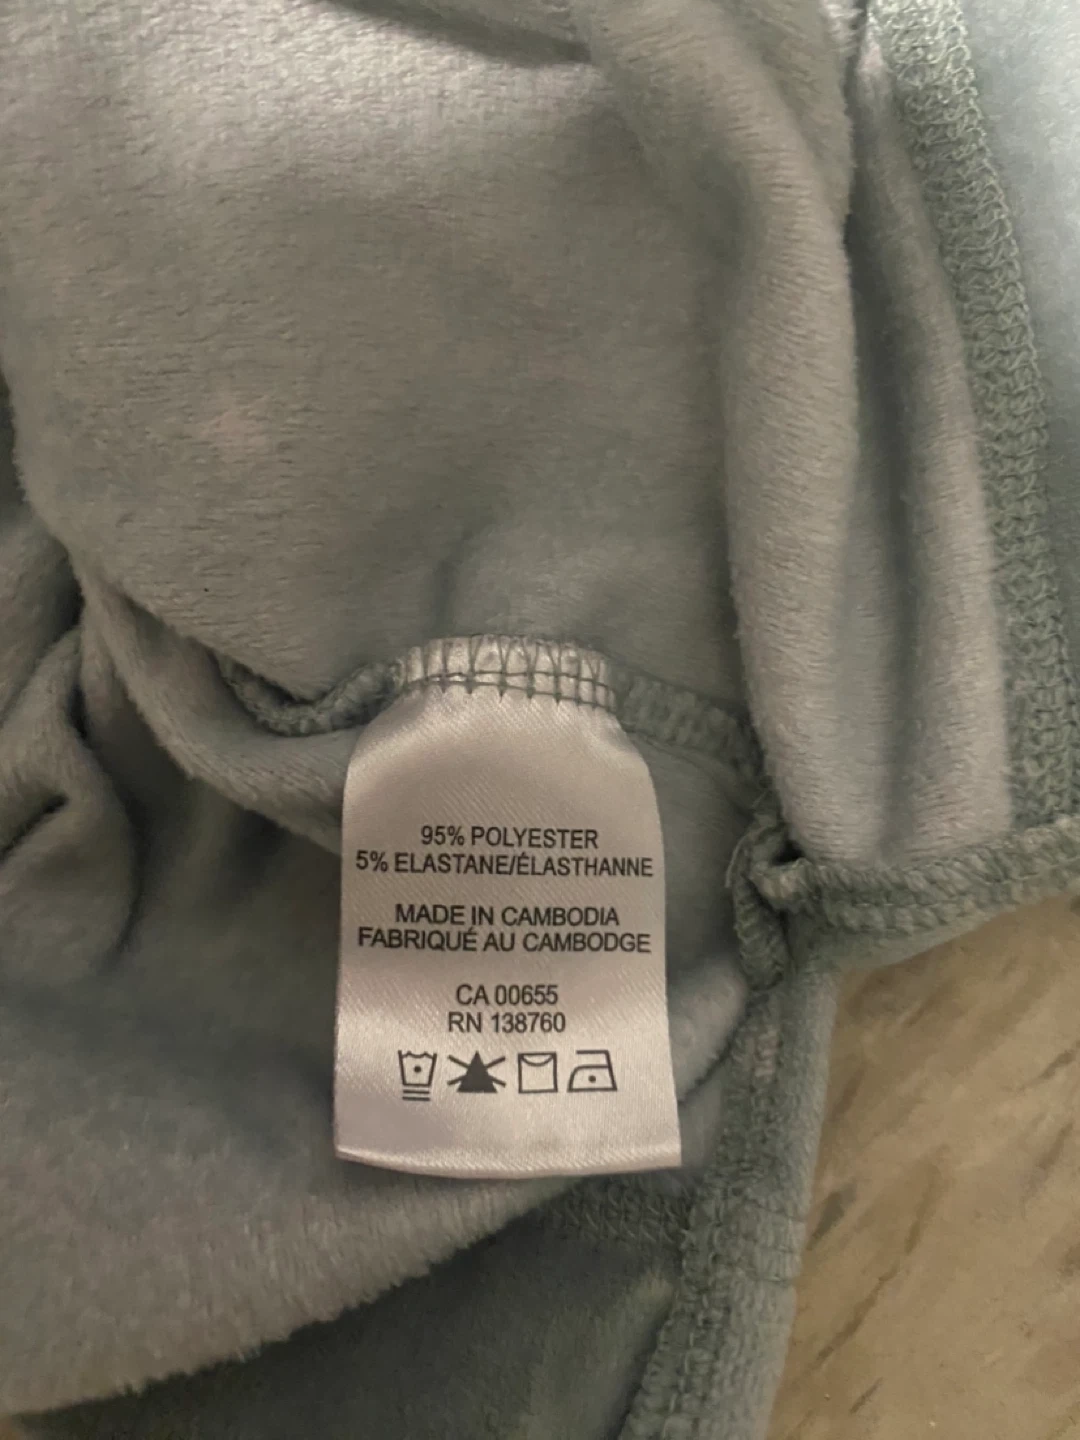 95% POLYESTER
5% ELASTANE/ÉLASTHANNE
MADE IN CAMBODIA
FABRIQUÉ AU CAMBODGE
CA 00655
RN 138760